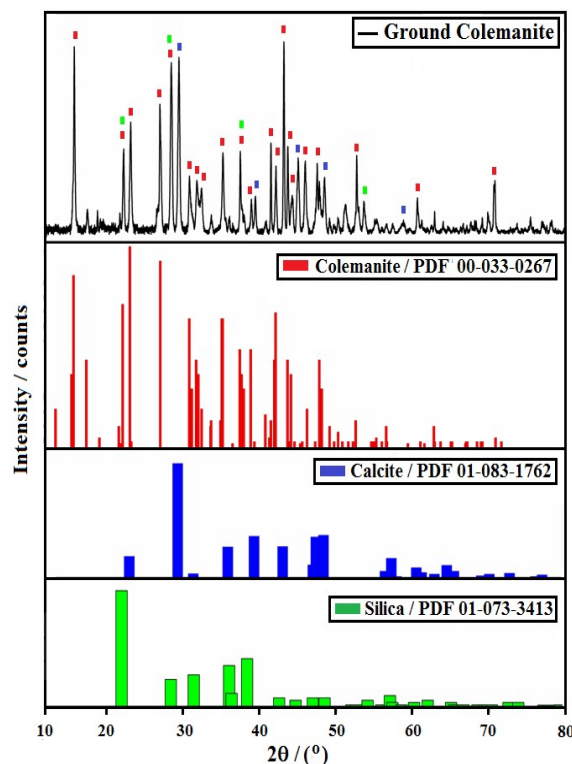 Ground Colemanite
Colemanite / PDF 00-033-0267
Intensity / counts
Calcite / PDF 01-083-1762
Silica / PDF 01-073-3413
10 20 30 40 50 60 70 80
2θ / (º)